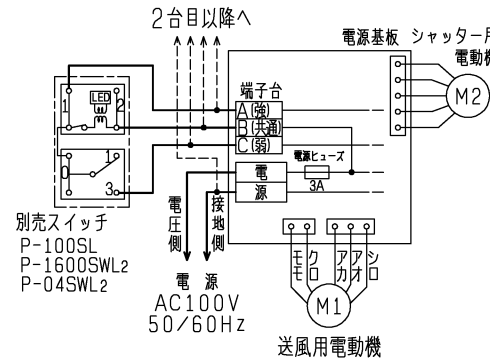 2台目以降へ
電源基板
シャッター用
電動機
M2
端子台
A(強)
B(共通)
C(弱)
電源ヒューズ
3A
電
源
LED
1
2
0
1
3
別売スイッチ
P-100SL
P-1600SWL2
P-04SWL2
電圧側
接地側
電 源
AC100V
50/60Hz
モモ
クロ
アカ
アオ
シロ
M1
送風用電動機